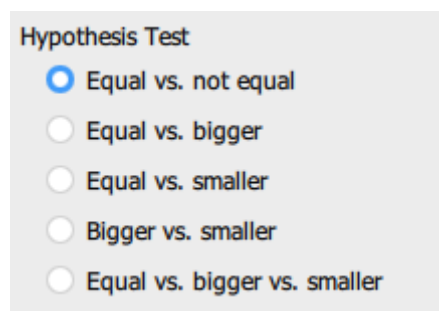 Hypothesis Test
Equal vs. not equal
Equal vs. bigger
Equal vs. smaller
Bigger vs. smaller
Equal vs. bigger vs. smaller